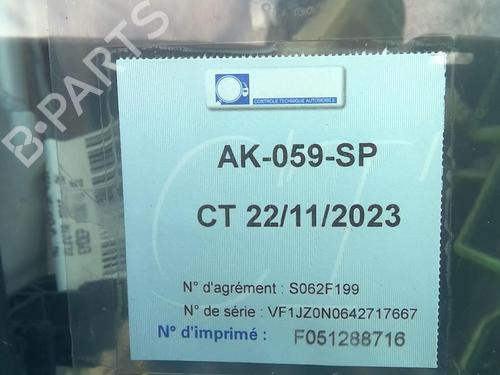 B-PARTS
CONTROLE TECHNIQUE AUTOMOBILE
AK-059-SP
CT 22/11/2023
N° d'agrément : S062F199
N° de série : VF1JZ0N0642717667
N° d'imprimé : F051288716